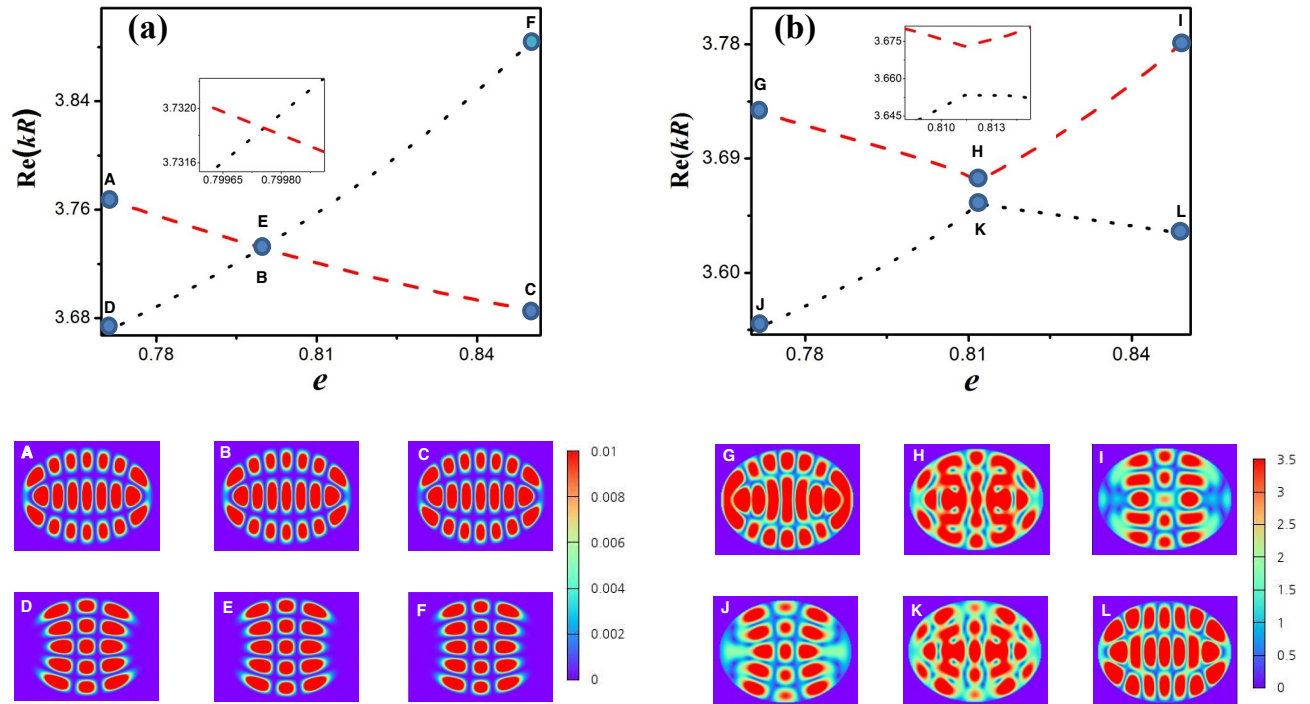 (a)
F
Re(kR)
3.84
3.76
3.68
A
E
B
D
C
3.7320
3.7316
0.79965
0.79980
0.78
0.81
0.84
e
(b)
I
Re(kR)
3.78
3.69
3.60
G
H
K
L
J
3.675
3.660
3.645
0.810
0.813
0.78
0.81
0.84
e
A
B
C
0.01
0.008
0.006
0.004
0.002
0
D
E
F
G
H
I
3.5
3
2.5
2
1.5
1
0.5
0
J
K
L